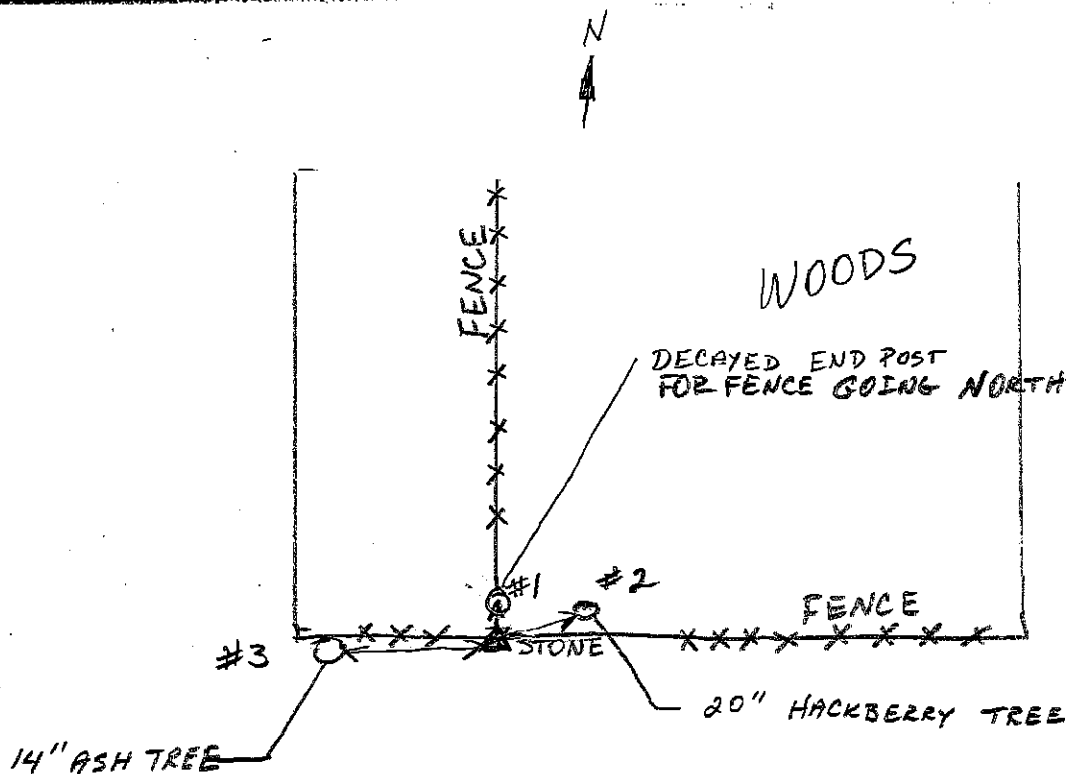 N
FENCE
WOODS
DECAYED END POST
FOR FENCE GOING NORTH
#1
#2
FENCE
STONE
#3
20" HACKBERRY TREE
14" ASH TREE